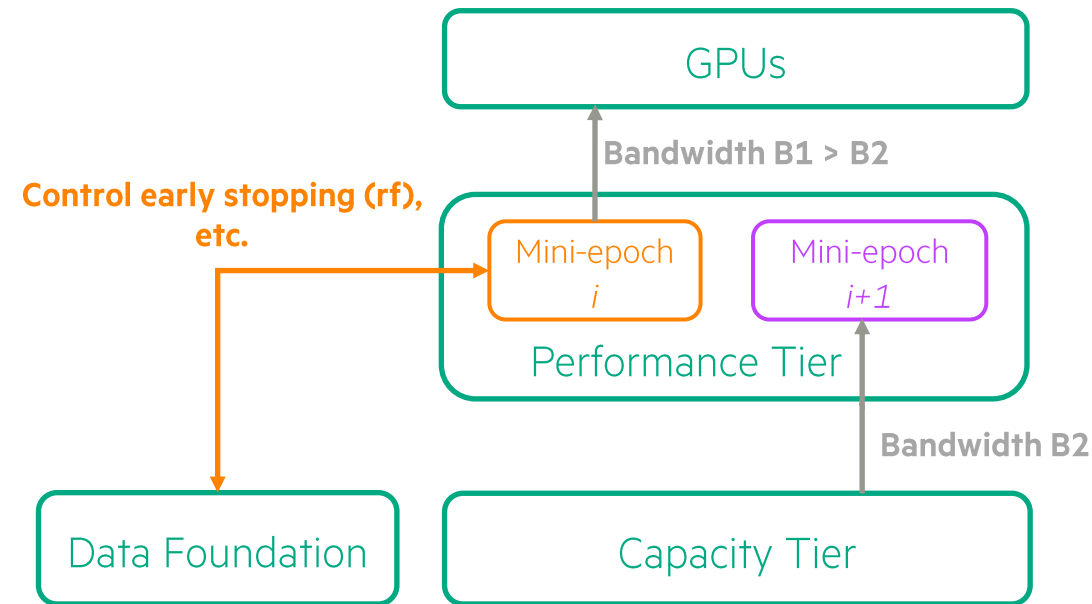 GPUs
Bandwidth B1 > B2
Control early stopping (rf),
etc.
Mini-epoch
i
Mini-epoch
i+1
Performance Tier
Bandwidth B2
Data Foundation
Capacity Tier